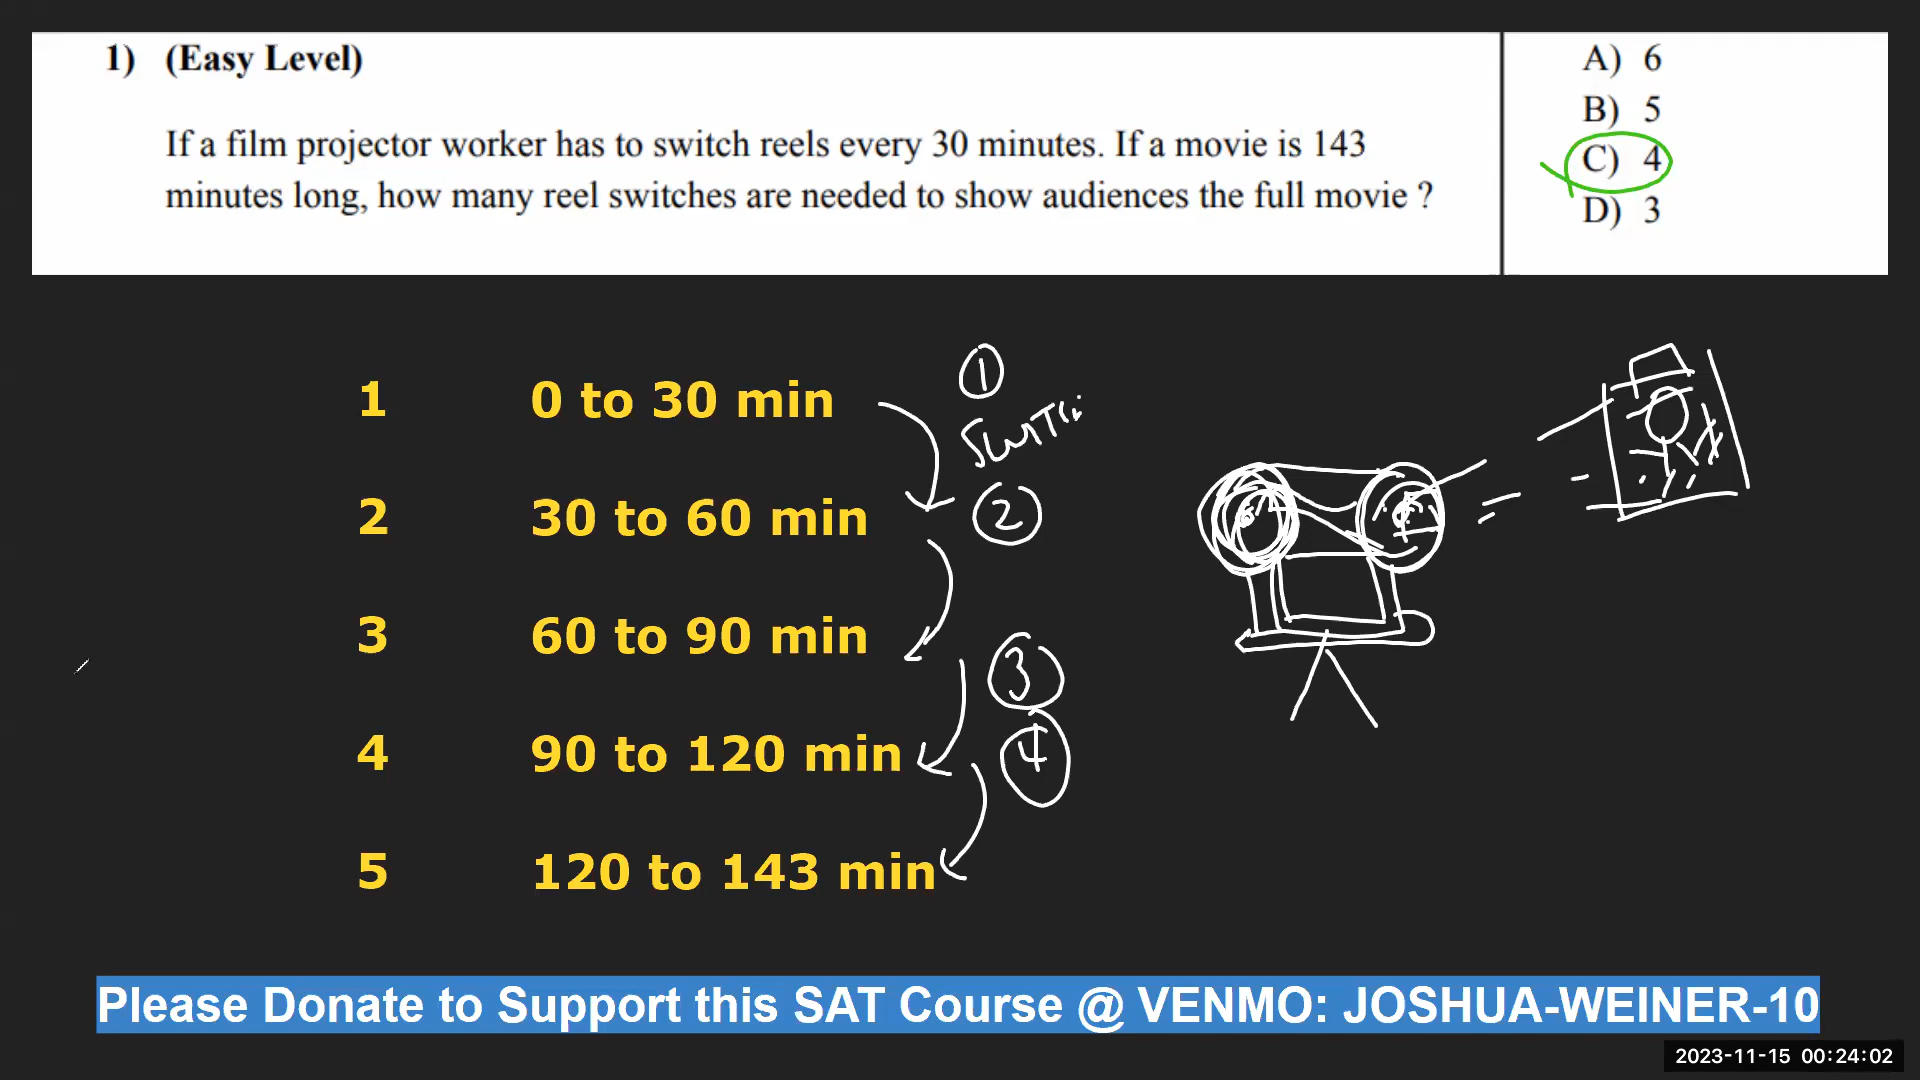 1) (Easy Level)
If a film projector worker has to switch reels every 30 minutes. If a movie is 143
minutes long, how many reel switches are needed to show audiences the full movie ?
A) 6
B) 5
C) 4
D) 3
1 0 to 30 min
1
2 30 to 60 min
2
3 60 to 90 min
3
4 90 to 120 min
4
5 120 to 143 min
Please Donate to Support this SAT Course @ VENMO: JOSHUA-WEINER-10
2023-11-15 00:24:02